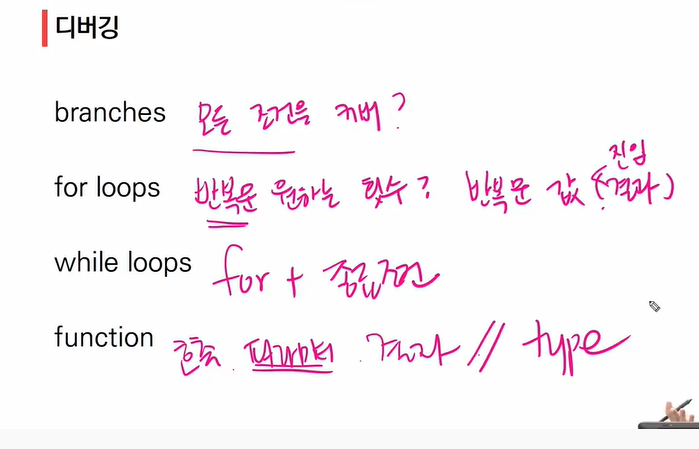 디버깅
branches 모든 조건을 커버?
for loops 반복문 원하는 횟수? 반복문 값 (진입, 결과)
while loops for + 종료조건
function 호출. 파라미터. 결과 // type